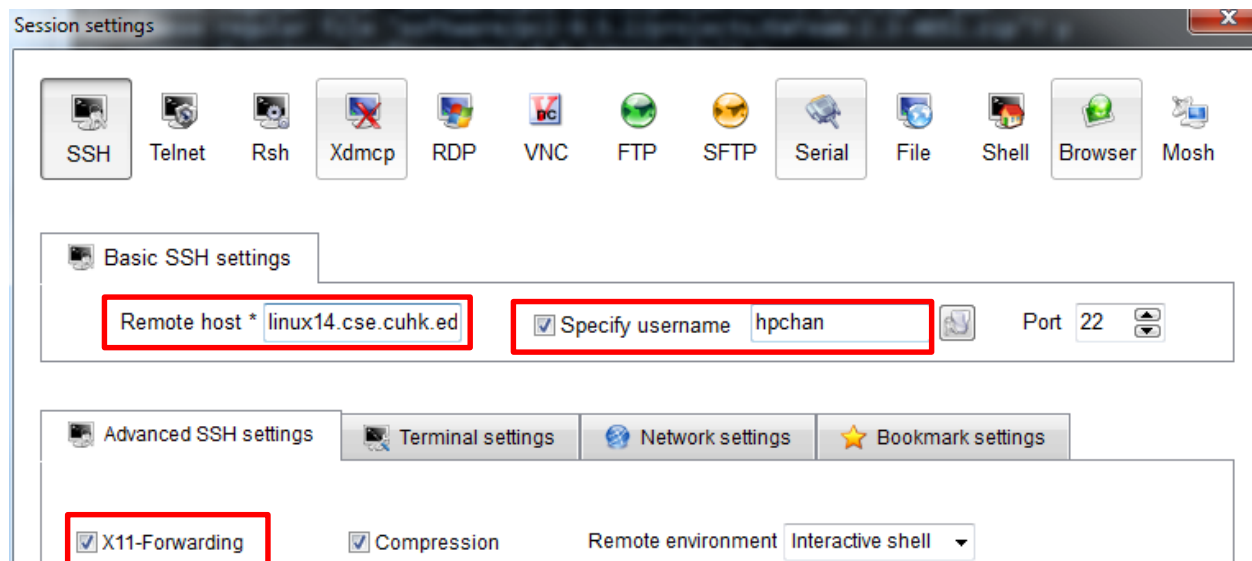 Session settings
SSH Telnet Rsh Xdmcp RDP VNC FTP SFTP Serial File Shell Browser Mosh
Basic SSH settings
Remote host * linux14.cse.cuhk.ed Specify username hpchan Port 22
Advanced SSH settings Terminal settings Network settings Bookmark settings
X11-Forwarding Compression Remote environment Interactive shell